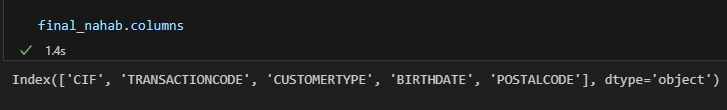 final_nahab.columns
1.4s
Index(['CIF', 'TRANSACTIONCODE', 'CUSTOMERTYPE', 'BIRTHDATE', 'POSTALCODE'], dtype='object')